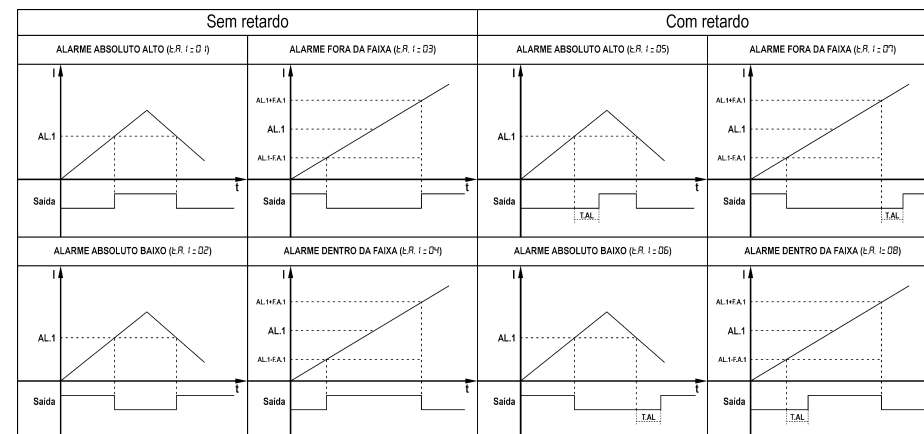 Sem retardo
Com retardo
ALARME ABSOLUTO ALTO (t.A. 1 = 01)
ALARME FORA DA FAIXA (t.A. 1 = 03)
ALARME ABSOLUTO ALTO (t.A. 1 = 05)
ALARME FORA DA FAIXA (t.A. 1 = 07)
I
AL.1
t
Saída
I
AL.1+F.A.1
AL.1
AL.1-F.A.1
t
Saída
I
AL.1
t
Saída
T.AL
I
AL.1+F.A.1
AL.1
AL.1-F.A.1
t
Saída
T.AL
ALARME ABSOLUTO BAIXO (t.A. 1 = 02)
ALARME DENTRO DA FAIXA (t.A. 1 = 04)
ALARME ABSOLUTO BAIXO (t.A. 1 = 06)
ALARME DENTRO DA FAIXA (t.A. 1 = 08)
I
AL.1
t
Saída
I
AL.1+F.A.1
AL.1
AL.1-F.A.1
t
Saída
I
AL.1
t
Saída
T.AL
I
AL.1+F.A.1
AL.1
AL.1-F.A.1
t
Saída
T.AL